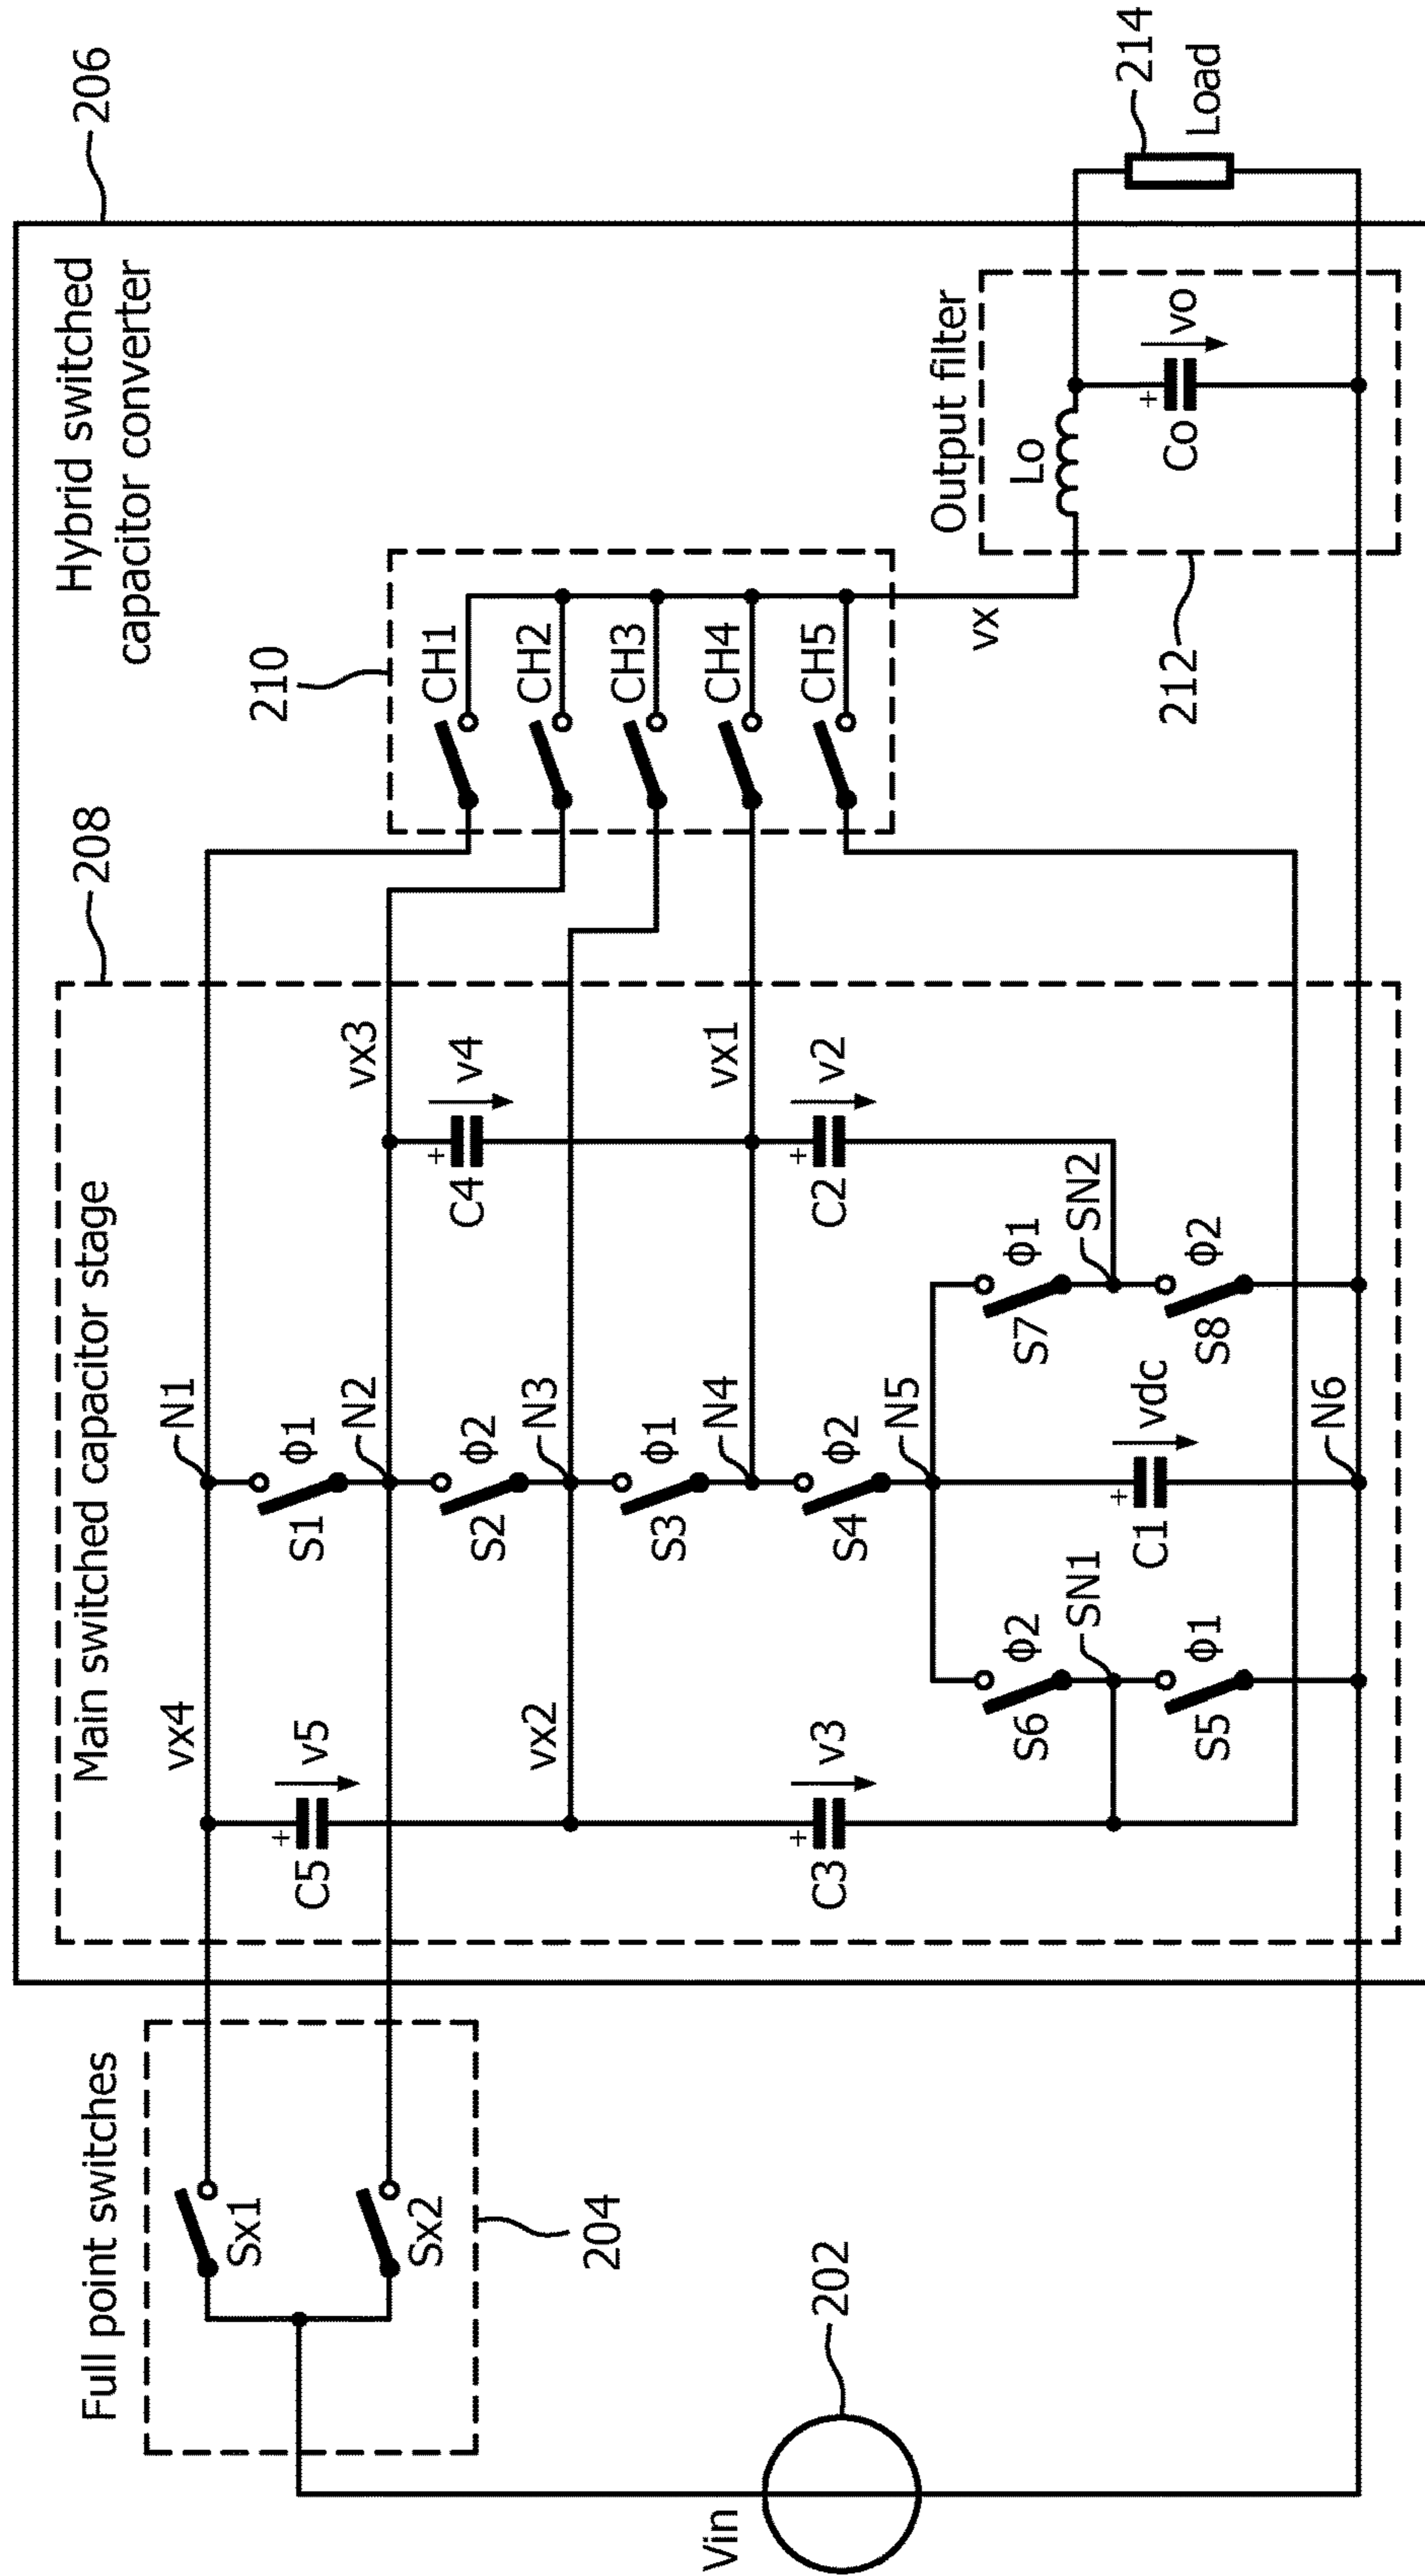 Hybrid switched
capacitor converter
206
Full point switches
204
Sx1
Sx2
202
Vin
Main switched capacitor stage
208
vx4
N1
S1
ϕ1
C5
+
v5
N2
vx3
S2
ϕ2
vx2
N3
C4
+
v4
S3
ϕ1
N4
vx1
C3
+
v3
S4
ϕ2
C2
+
v2
N5
S6
ϕ2
S7
ϕ1
SN1
SN2
C1
+
vdc
S5
ϕ1
S8
ϕ2
N6
210
CH1
CH2
CH3
CH4
CH5
vx
Output filter
Lo
Co
+
vo
212
214
Load